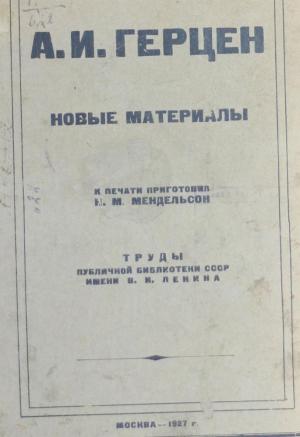 А. И. ГЕРЦЕН
НОВЫЕ МАТЕРИАЛЫ
К ПЕЧАТИ ПРИГОТОВИЛ
Н. М. МЕНДЕЛЬСОН
ТРУДЫ
ПУБЛИЧНОЙ БИБЛИОТЕКИ СССР
ИМЕНИ В. И. ЛЕНИНА
МОСКВА — 1927 г.